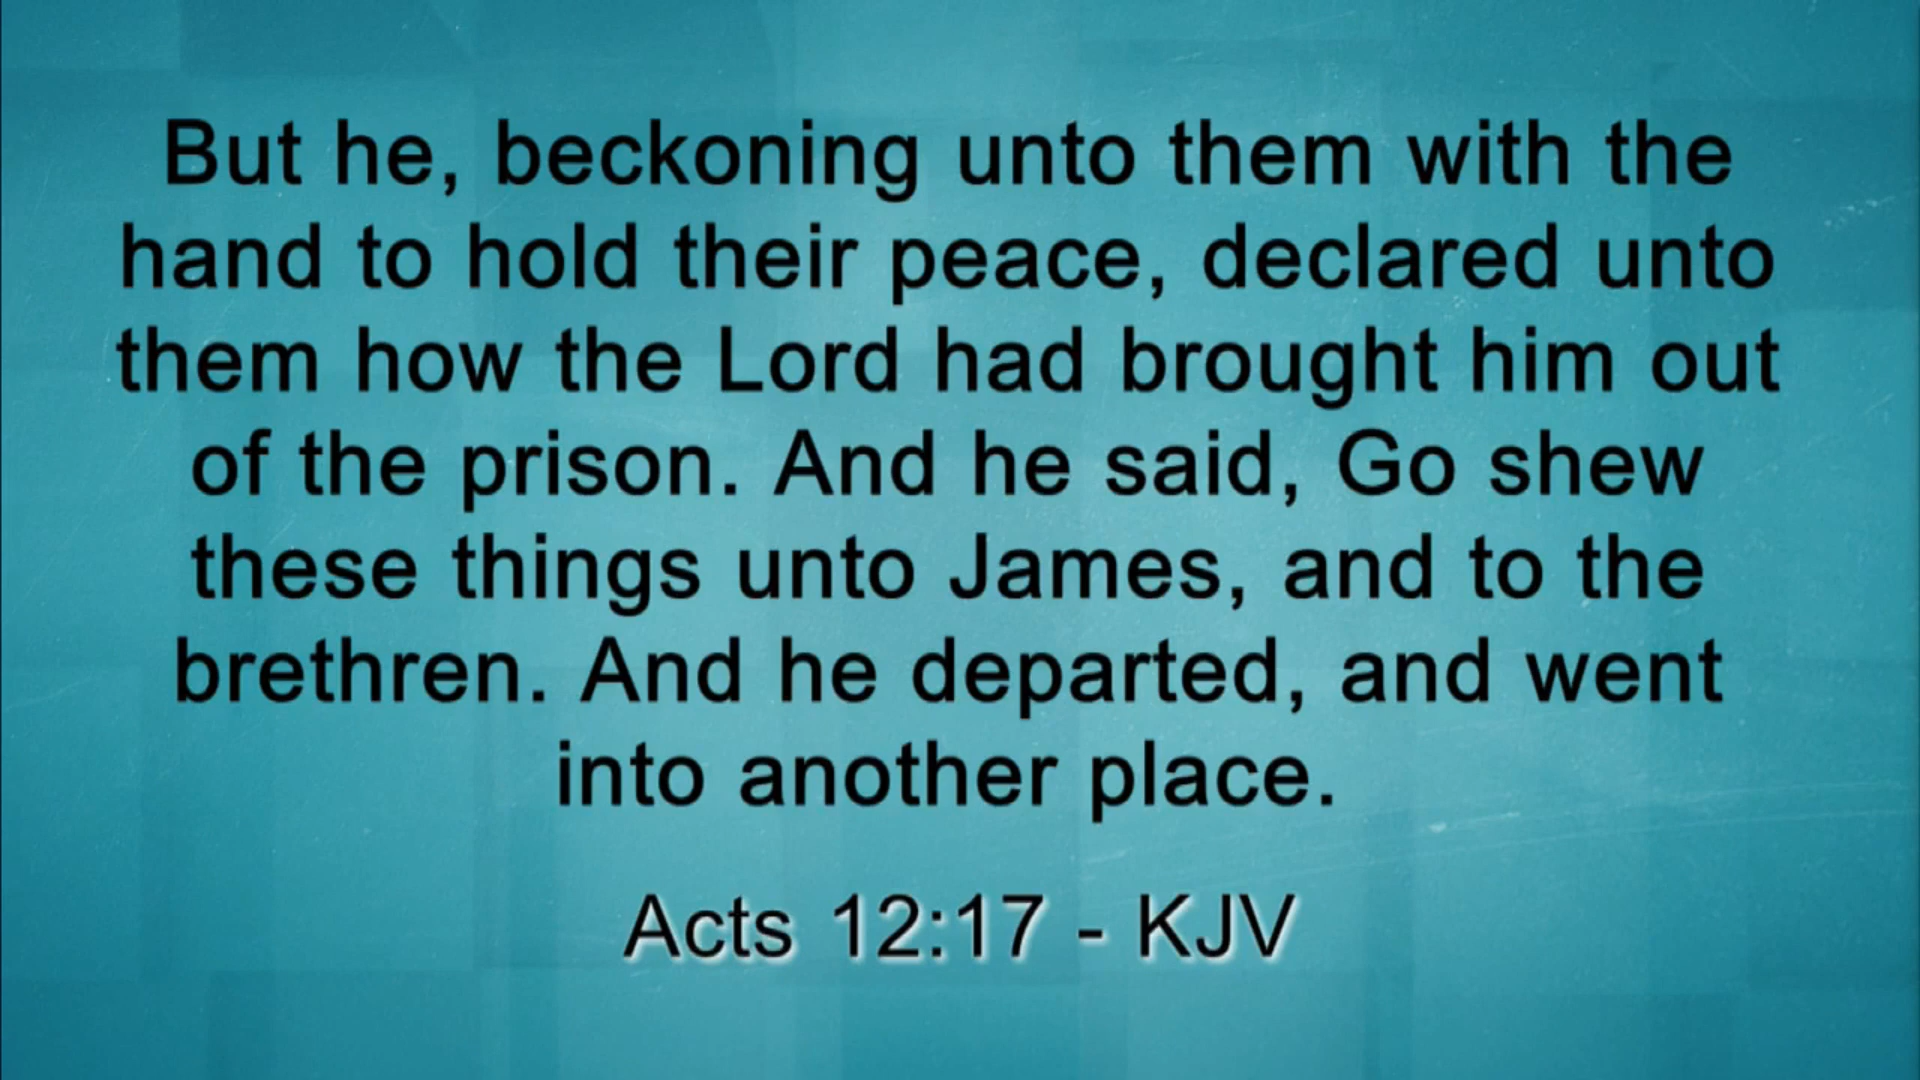 But he, beckoning unto them with the
hand to hold their peace, declared unto
them how the Lord had brought him out
of the prison. And he said, Go shew
these things unto James, and to the
brethren. And he departed, and went
into another place.
Acts 12:17 - KJV